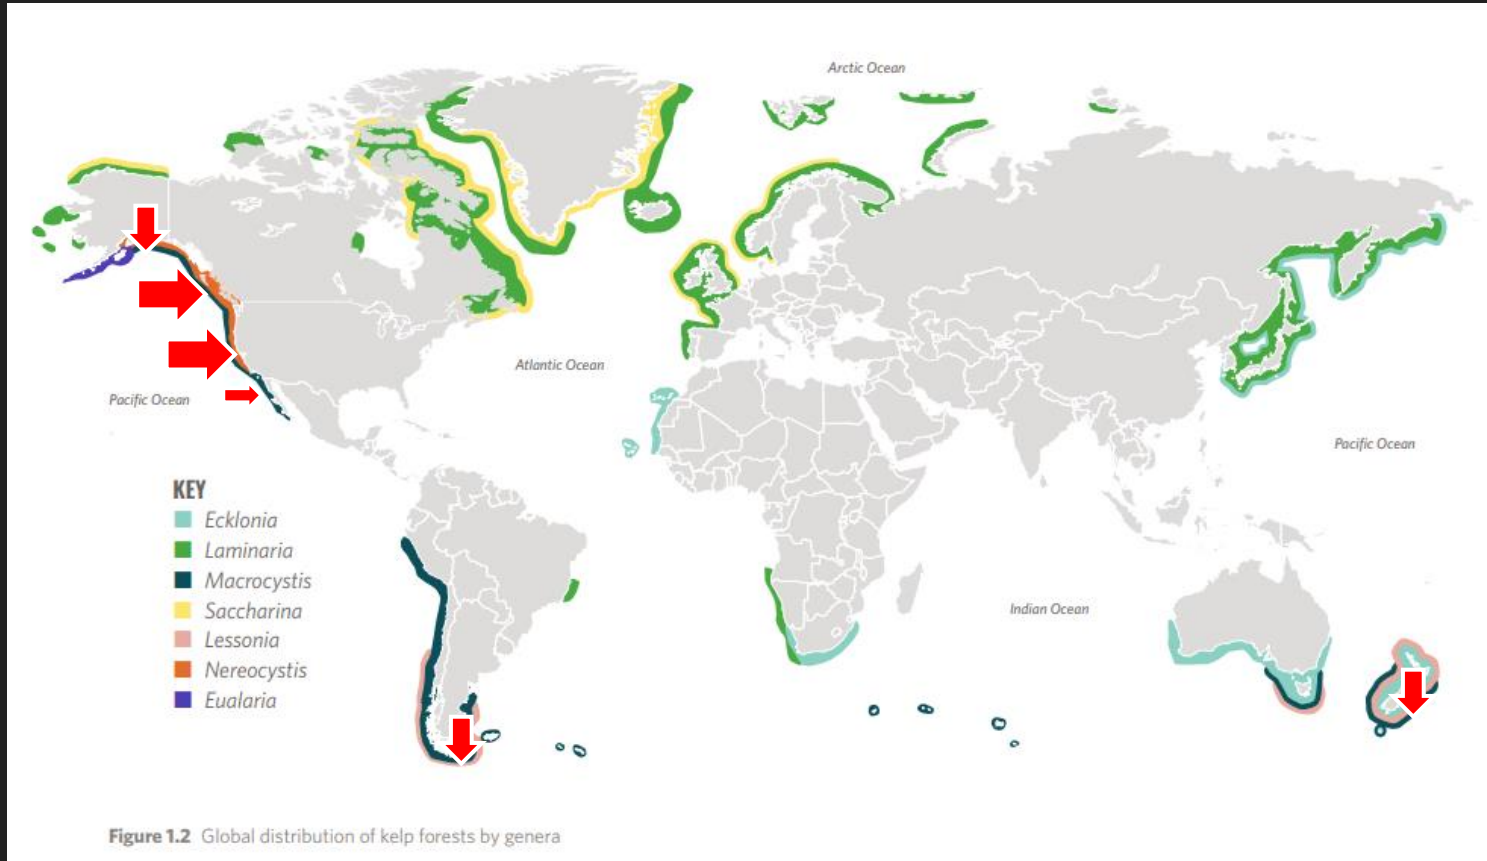 Arctic Ocean
Atlantic Ocean
Pacific Ocean
Pacific Ocean
KEY
Ecklonia
Laminaria
Macrocystis
Saccharina
Lessonia
Nereocystis
Eualaria
Indian Ocean
Figure 1.2 Global distribution of kelp forests by genera